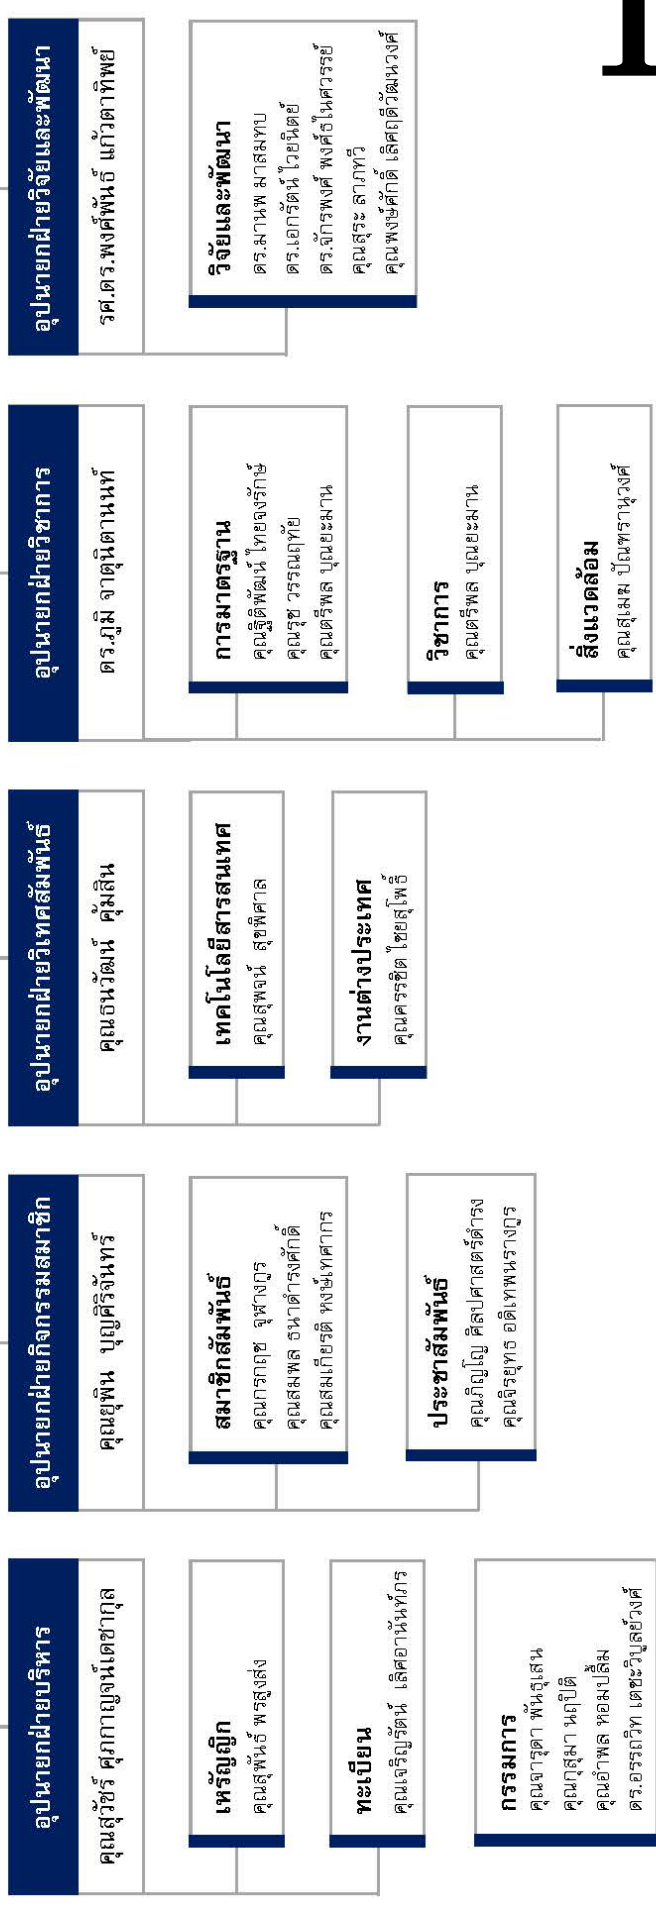 อุปนายกฝ่ายบริหาร
คุณสุวัชร์ ศุภกาญจน์เดชากุล
เหรัญญิก
คุณสุพันธ์ พรสูงส่ง
ทะเบียน
คุณเจริญรัตน์ เลิศอานันท์ภร
กรรมการ
คุณจารุดา พันธุเสน
คุณกุสุมา นฤปิติ
คุณอำพล หอมปลื้ม
ดร.อรรถวิท เตชะวิบูลย์วงศ์
อุปนายกฝ่ายกิจกรรมสมาชิก
คุณยุพิน บุญศิริจันทร์
สมาชิกสัมพันธ์
คุณกรกฤช จุฬางกูร
คุณสมพล ธนาดำรงศักดิ์
คุณสมเกียรติ หงษ์เทศากร
ประชาสัมพันธ์
คุณภิญโญ ศิลปศาสตร์ดำรง
คุณจิรยุทธ อดิเทพนรางกูร
อุปนายกฝ่ายวิเทศสัมพันธ์
คุณธนวัฒน์ คุ้มสิน
เทคโนโลยีสารสนเทศ
คุณสุพจน์ สุขพิศาล
งานต่างประเทศ
คุณครรชิต ไชยสุโพธิ์
อุปนายกฝ่ายวิชาการ
ดร.ภูมิ จาตุนิตานนท์
การมาตรฐาน
คุณฐิติพัฒน์ ไทยจงรักษ์
คุณรุช วรรณฤทัย
คุณตรีพล บุณยะมาน
วิชาการ
คุณตรีพล บุณยะมาน
สิ่งแวดล้อม
คุณสุเมฆ ปัณฑรานุวงศ์
อุปนายกฝ่ายวิจัยและพัฒนา
รศ.ดร.พงศ์พันธ์ แก้วตาทิพย์
วิจัยและพัฒนา
ดร.มานพ มาสมทบ
ดร.เอกรัตน์ ไวยนิตย์
ดร.จักรพงศ์ พงศ์ธไนศวรรย์
คุณสุระ ลาภทวี
คุณพงษ์ศักดิ์ เลิศฤดีวัฒนวงศ์